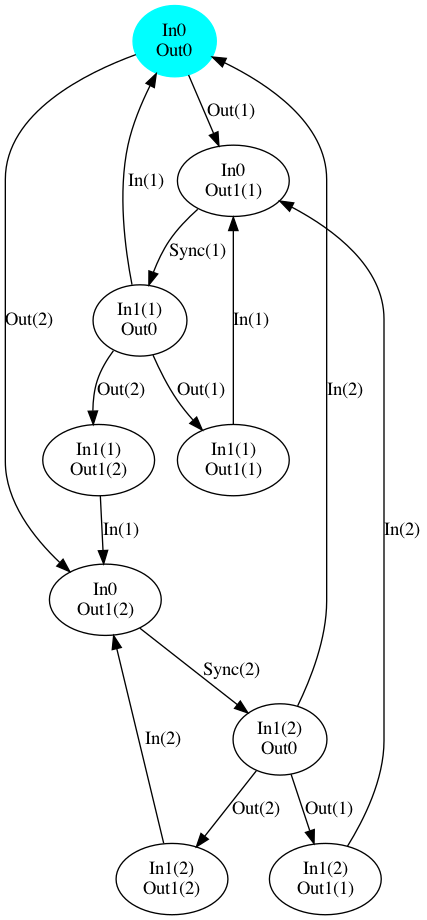 In0
Out0
Out(1)
In(1)
In0
Out1(1)
Sync(1)
In1(1)
Out0
Out(2)
In(1)
Out(2)
Out(1)
In(2)
In1(1)
Out1(2)
In1(1)
Out1(1)
In(1)
In(2)
In0
Out1(2)
Sync(2)
In1(2)
Out0
In(2)
Out(2)
Out(1)
In1(2)
Out1(2)
In1(2)
Out1(1)